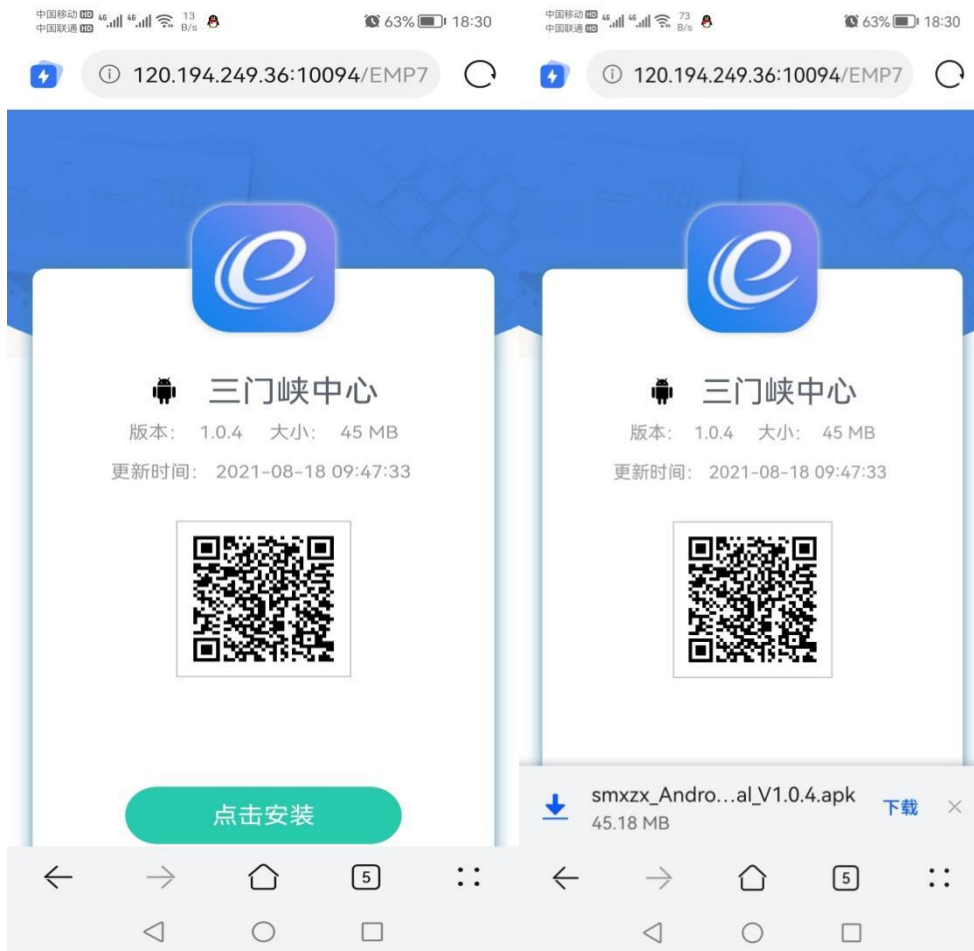 中国移动 HD 46 46 13 B/s 63% 18:30
中国联通 HD
120.194.249.36:10094/EMP7
三门峡中心
版本: 1.0.4 大小: 45 MB
更新时间: 2021-08-18 09:47:33
点击安装
5
中国移动 HD 46 46 73 B/s 63% 18:30
中国联通 HD
120.194.249.36:10094/EMP7
三门峡中心
版本: 1.0.4 大小: 45 MB
更新时间: 2021-08-18 09:47:33
smxzx_Andro...al_V1.0.4.apk
45.18 MB
下载
5